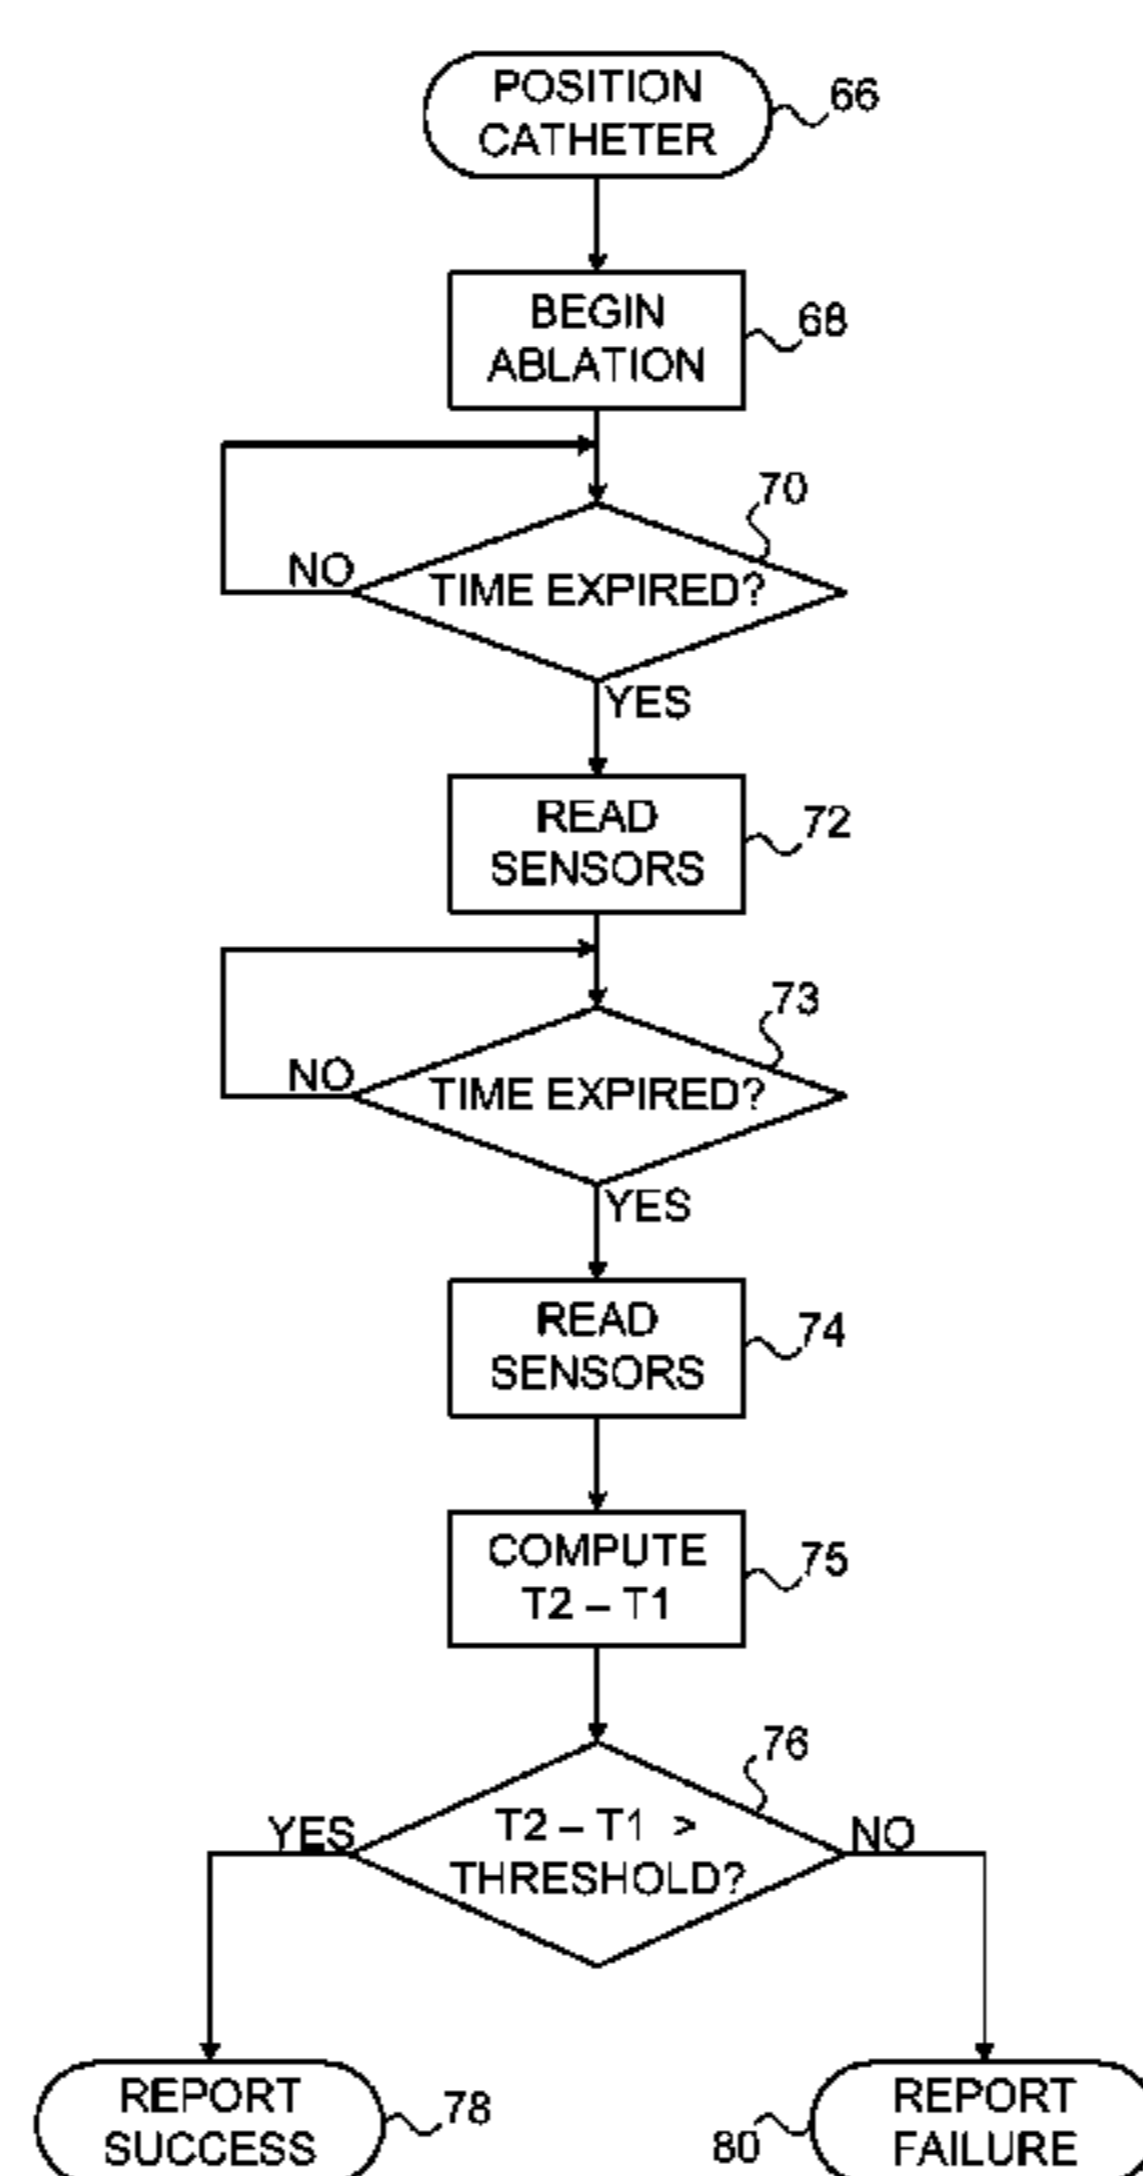 POSITION
CATHETER
66
BEGIN
ABLATION
68
70
NO
TIME EXPIRED?
YES
READ
SENSORS
72
73
NO
TIME EXPIRED?
YES
READ
SENSORS
74
COMPUTE
T2 – T1
75
76
YES
T2 – T1 >
THRESHOLD?
NO
REPORT
SUCCESS
78
80
REPORT
FAILURE